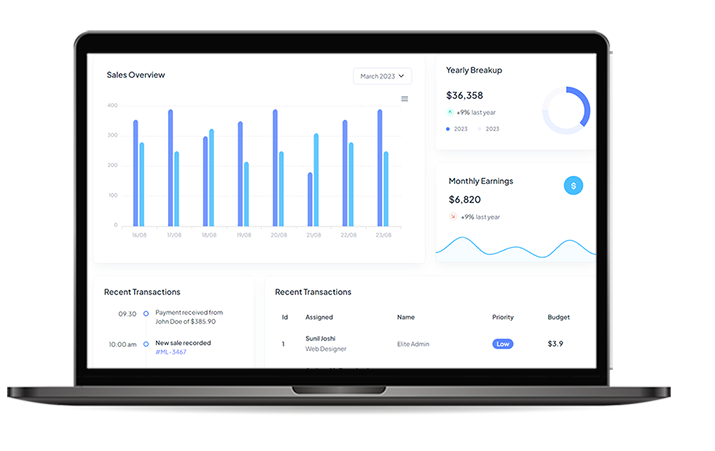 Sales Overview
March 2023
400
300
200
100
0
16/08
17/08
18/08
19/08
20/08
21/08
22/08
23/08
Yearly Breakup
$36,358
+9% last year
2023
2023
Monthly Earnings
$
$6,820
+9% last year
Recent Transactions
09:30
Payment received from
John Doe of $385.90
10:00 am
New sale recorded
#ML-3467
Recent Transactions
Id Assigned Name Priority Budget
1 Sunil Joshi Elite Admin Low $3.9
Web Designer